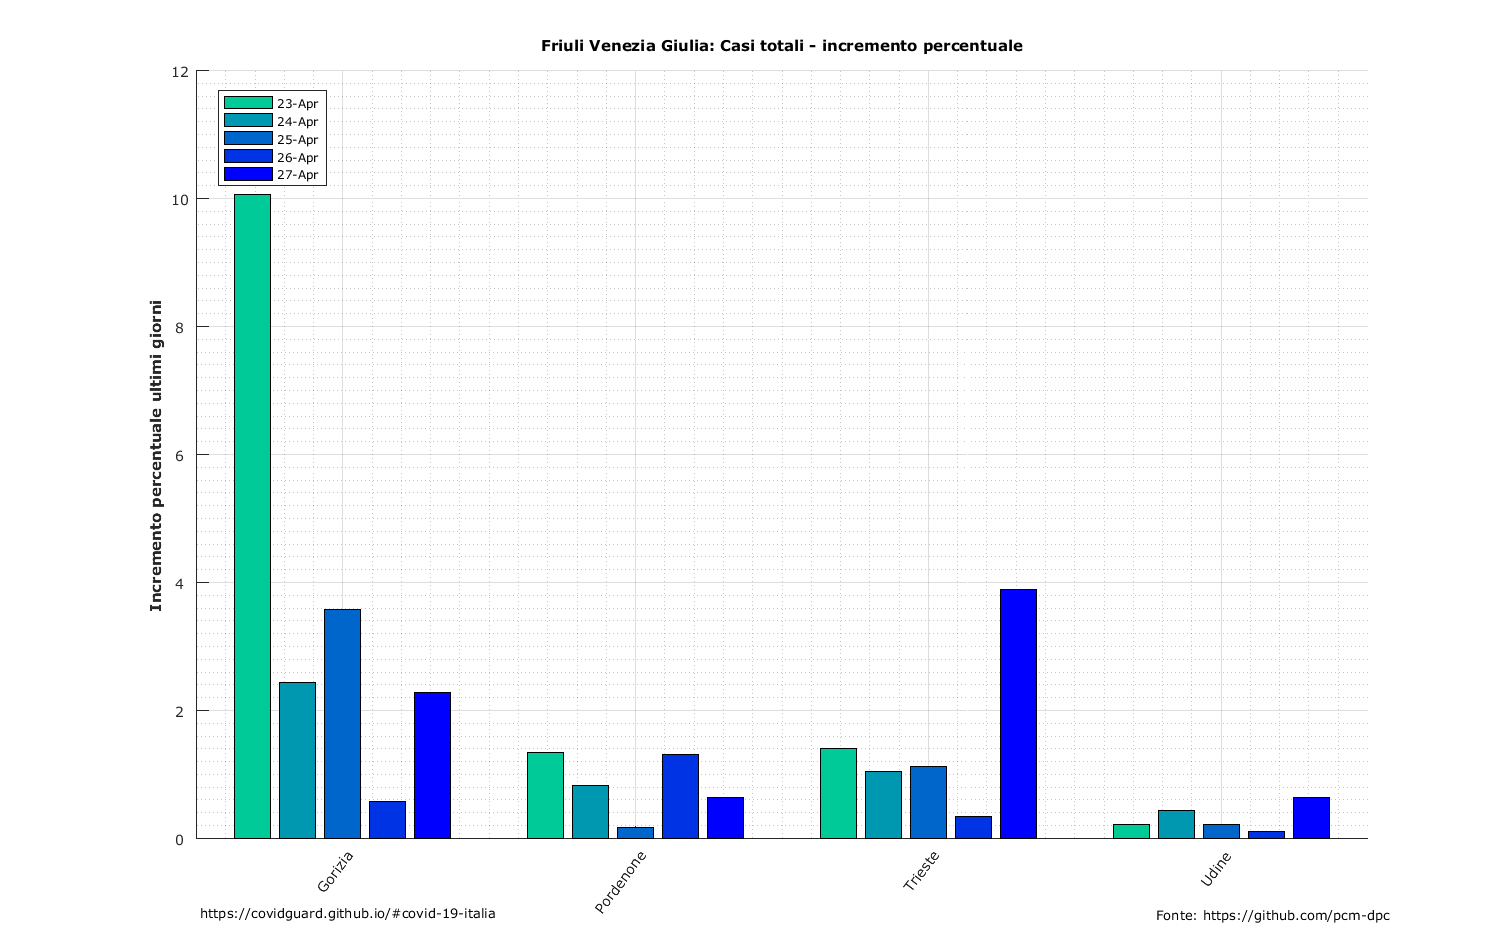 Friuli Venezia Giulia: Casi totali - incremento percentuale
12
10
8
6
4
2
0
Incremento percentuale ultimi giorni
23-Apr
24-Apr
25-Apr
26-Apr
27-Apr
Gorizia
Pordenone
Trieste
Udine
https://covidguard.github.io/#covid-19-italia
Fonte: https://github.com/pcm-dpc